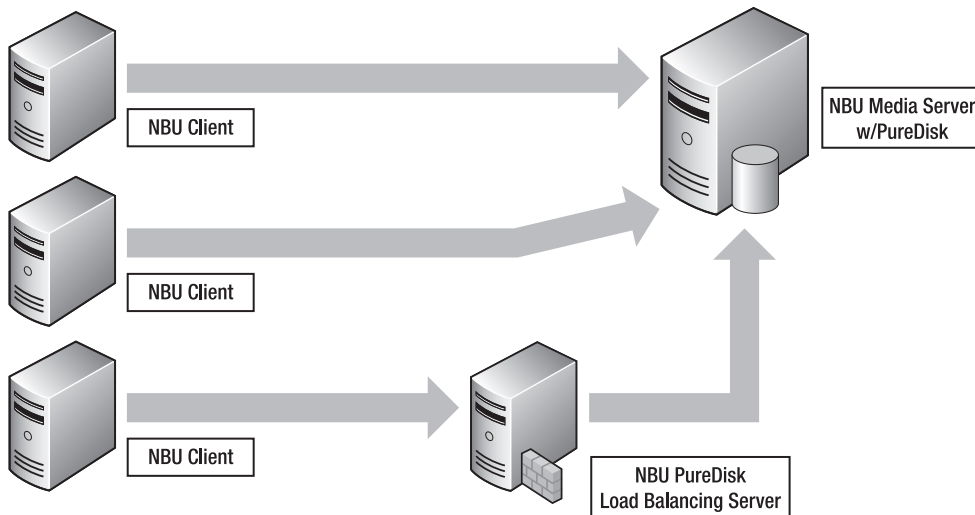 NBU Client
NBU Media Server
w/PureDisk
NBU Client
NBU Client
NBU PureDisk
Load Balancing Server